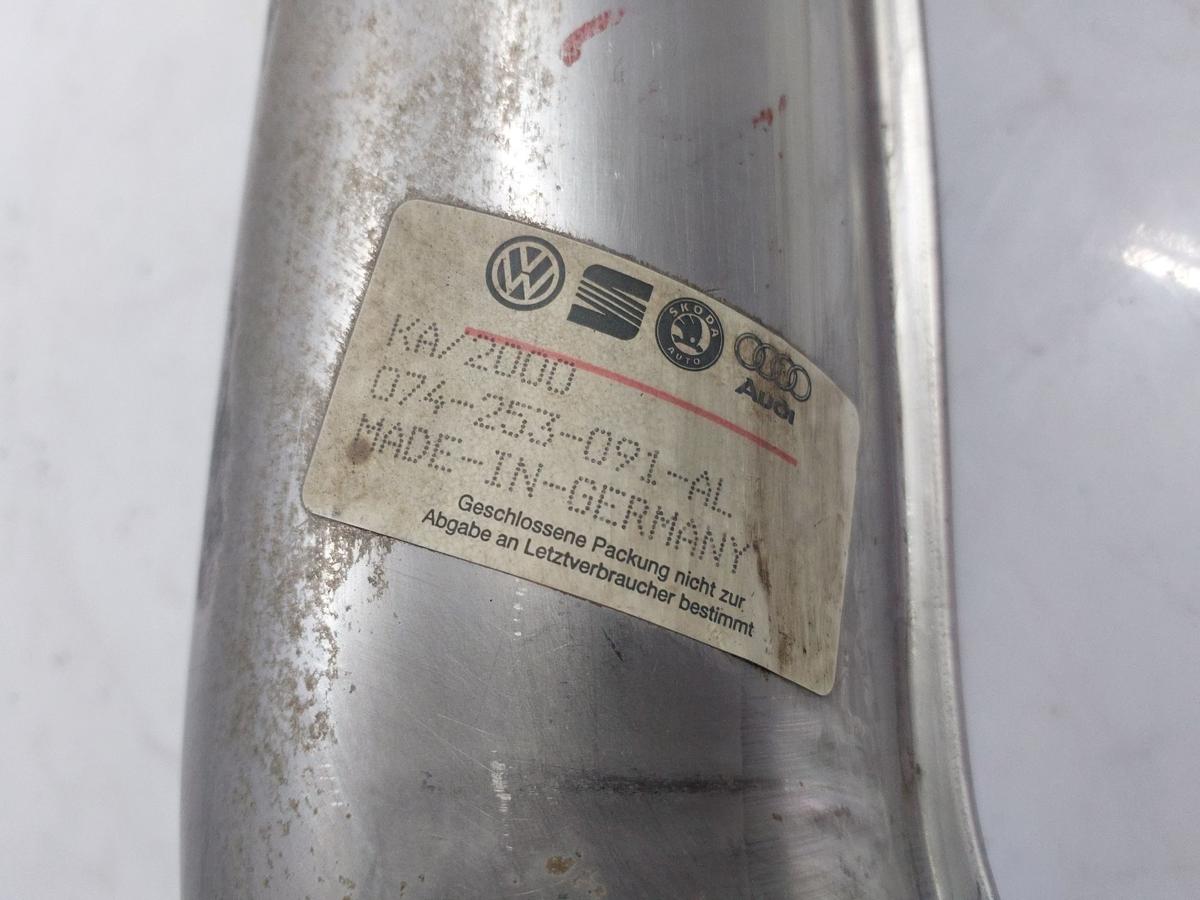 VW
S
SKODA
AUTO
Audi
KA/2000
074-253-091-AL
MADE-IN-GERMANY
Geschlossene Packung nicht zur
Abgabe an Letztverbraucher bestimmt